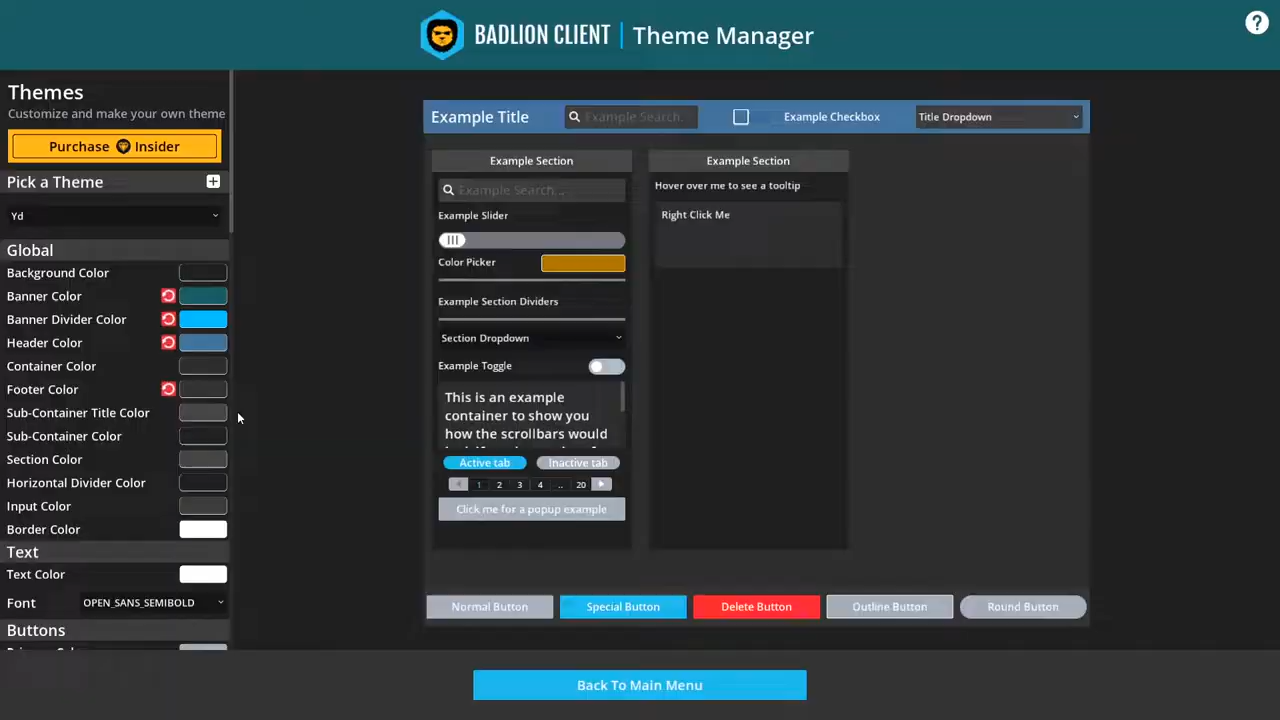 BADLION CLIENT | Theme Manager
?
Themes
Customize and make your own theme
Purchase Insider
Pick a Theme
Yd
Global
Background Color
Banner Color
Banner Divider Color
Header Color
Container Color
Footer Color
Sub-Container Title Color
Sub-Container Color
Section Color
Horizontal Divider Color
Input Color
Border Color
Text
Text Color
Font OPEN_SANS_SEMIBOLD
Buttons
Example Title
Example Search.
Example Checkbox
Title Dropdown
Example Section
Example Search...
Example Slider
Color Picker
Example Section Dividers
Section Dropdown
Example Toggle
This is an example
container to show you
how the scrollbars would
Active tab Inactive tab
1 2 3 4 .. 20
Click me for a popup example
Example Section
Hover over me to see a tooltip
Right Click Me
Normal Button
Special Button
Delete Button
Outline Button
Round Button
Back To Main Menu